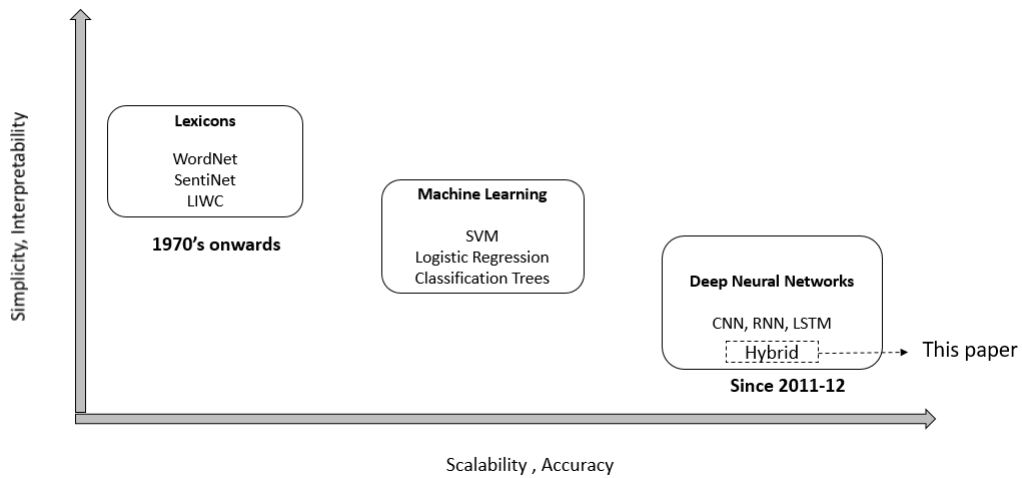 Simplicity, Interpretability
Lexicons
WordNet
SentiNet
LIWC
1970's onwards
Machine Learning
SVM
Logistic Regression
Classification Trees
Deep Neural Networks
CNN, RNN, LSTM
Hybrid
This paper
Since 2011-12
Scalability , Accuracy